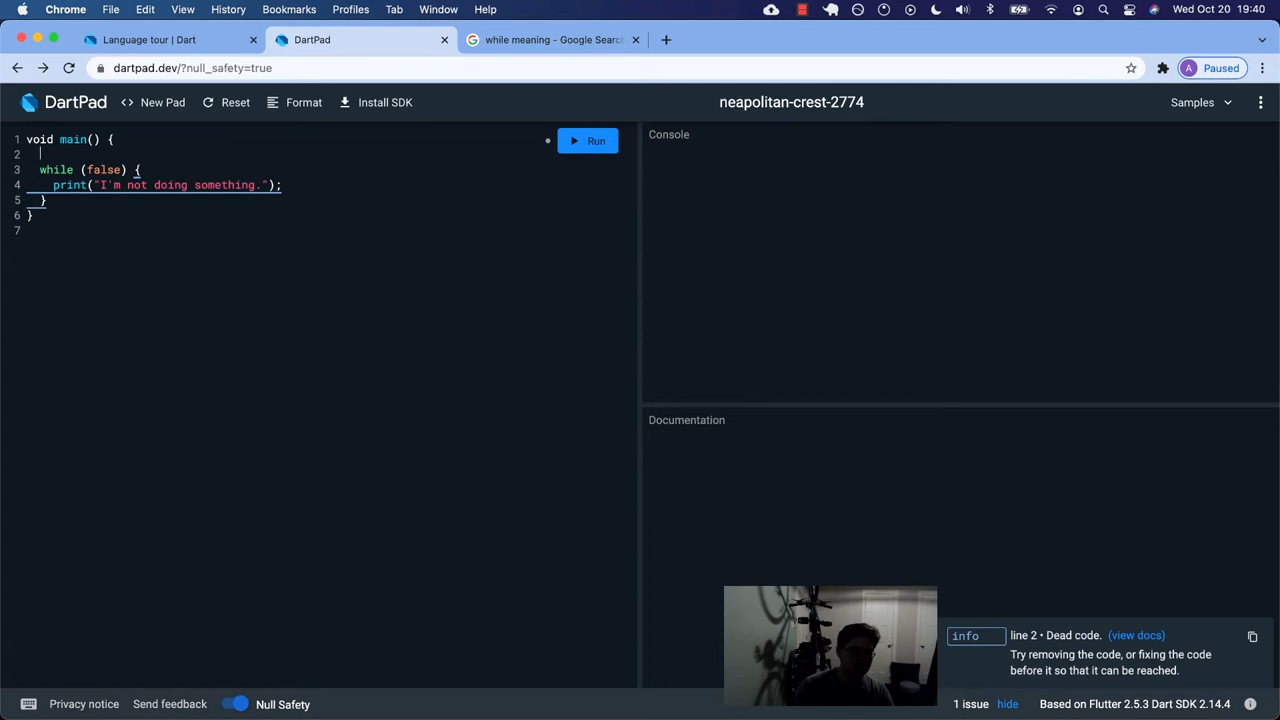 Chrome File Edit View History Bookmarks Profiles Tab Window Help Wed Oct 20 19:40
Language tour | Dart DartPad while meaning - Google Search
dartpad.dev/?null_safety=true A Paused
DartPad <> New Pad Reset Format Install SDK neapolitan-crest-2774 Samples
1 void main() {
2
3 while (false) {
4 print("I'm not doing something.");
5 }
6 }
7
Run
Console
Documentation
info line 2 • Dead code. (view docs)
Try removing the code, or fixing the code
before it so that it can be reached.
Privacy notice Send feedback Null Safety 1 issue hide Based on Flutter 2.5.3 Dart SDK 2.14.4